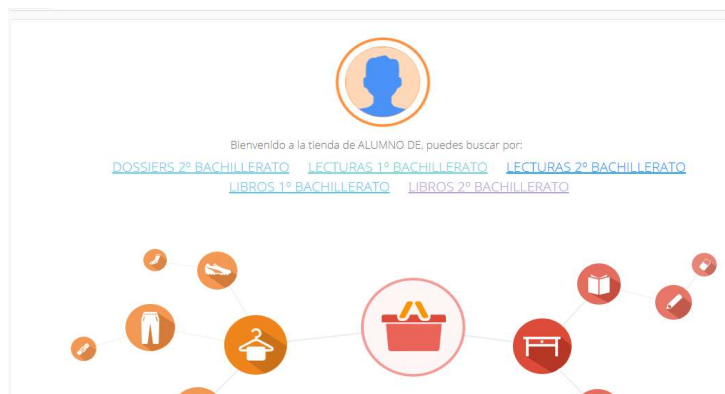 Bienvenido a la tienda de ALUMNO DE, puedes buscar por:
DOSSIERS 2º BACHILLERATO LECTURAS 1º BACHILLERATO LECTURAS 2º BACHILLERATO
LIBROS 1º BACHILLERATO LIBROS 2º BACHILLERATO